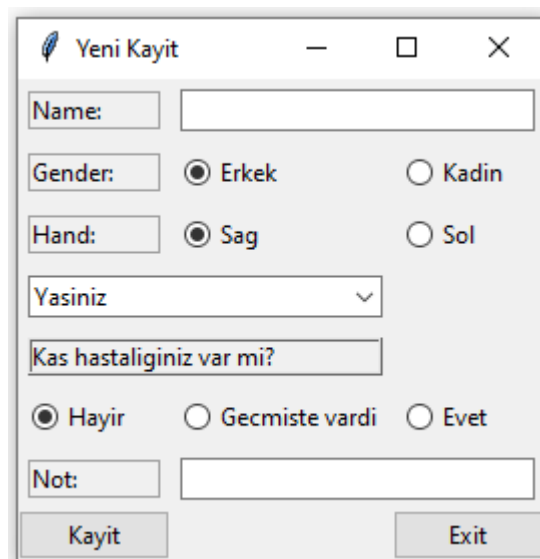 Yeni Kayit
Name:
Gender: Erkek Kadin
Hand: Sag Sol
Yasiniz
Kas hastaliginiz var mi?
Hayir Gecmiste vardi Evet
Not:
Kayit Exit